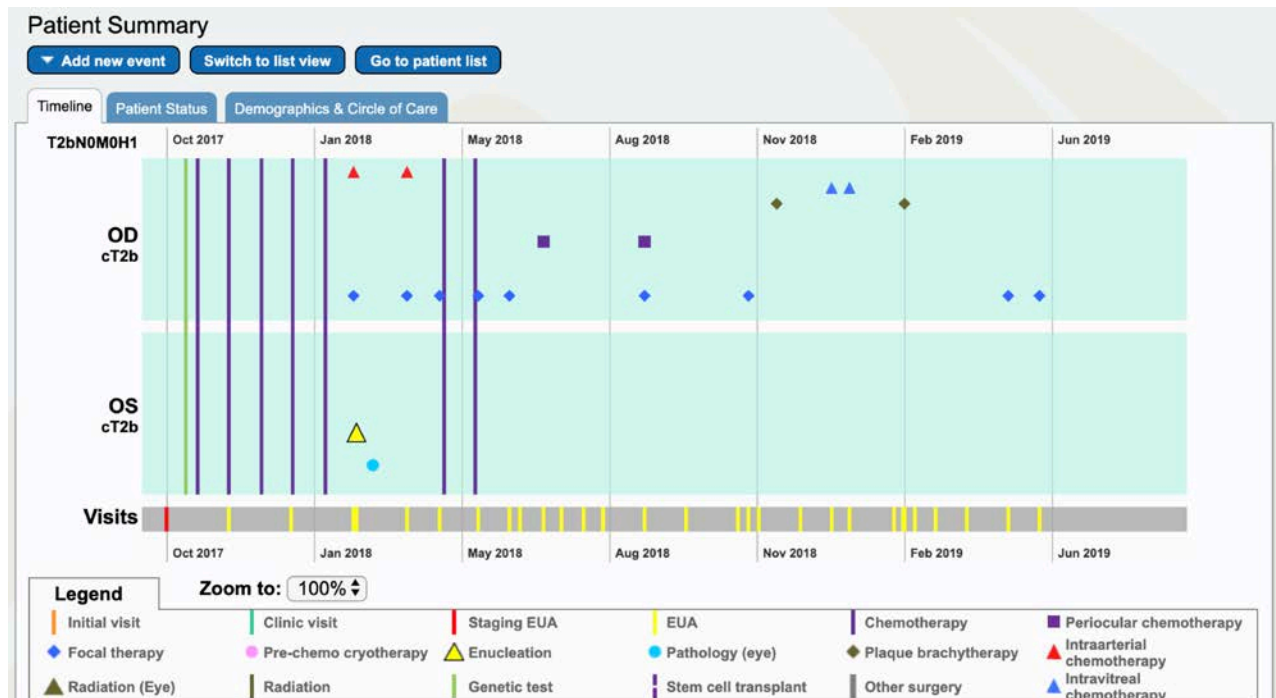 Patient Summary
Add new event Switch to list view Go to patient list
Timeline Patient Status Demographics & Circle of Care
T2bN0M0H1 Oct 2017 Jan 2018 May 2018 Aug 2018 Nov 2018 Feb 2019 Jun 2019
OD
cT2b
OS
cT2b
Visits
Oct 2017 Jan 2018 May 2018 Aug 2018 Nov 2018 Feb 2019 Jun 2019
Legend Zoom to: 100%
Initial visit Clinic visit Staging EUA EUA Chemotherapy Periocular chemotherapy
Focal therapy Pre-chemo cryotherapy Enucleation Pathology (eye) Plaque brachytherapy Intraarterial chemotherapy
Radiation (Eye) Radiation Genetic test Stem cell transplant Other surgery Intravitreal chemotherapy